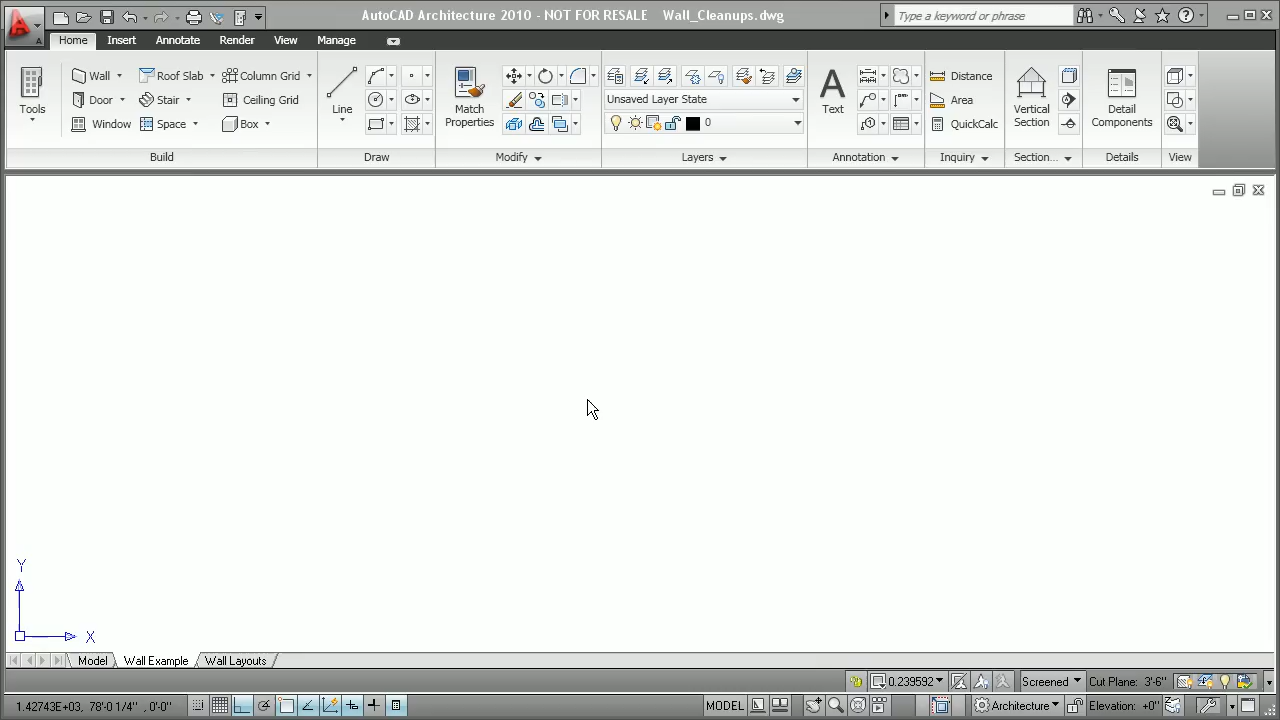 AutoCAD Architecture 2010 - NOT FOR RESALE Wall_Cleanups.dwg
Type a keyword or phrase
A
Home Insert Annotate Render View Manage
Tools
Wall
Door
Window
Roof Slab
Stair
Space
Column Grid
Ceiling Grid
Box
Build
Line
Draw
Match
Properties
Modify
Unsaved Layer State
0
Layers
A
Text
Annotation
Distance
Area
QuickCalc
Inquiry
Vertical
Section
Section...
Detail
Components
Details
View
Y
X
Model Wall Example Wall Layouts
0.239592 Screened Cut Plane: 3'-6"
1.42743E+03, 78'-0 1/4" , 0'-0" MODEL Architecture Elevation: +0"